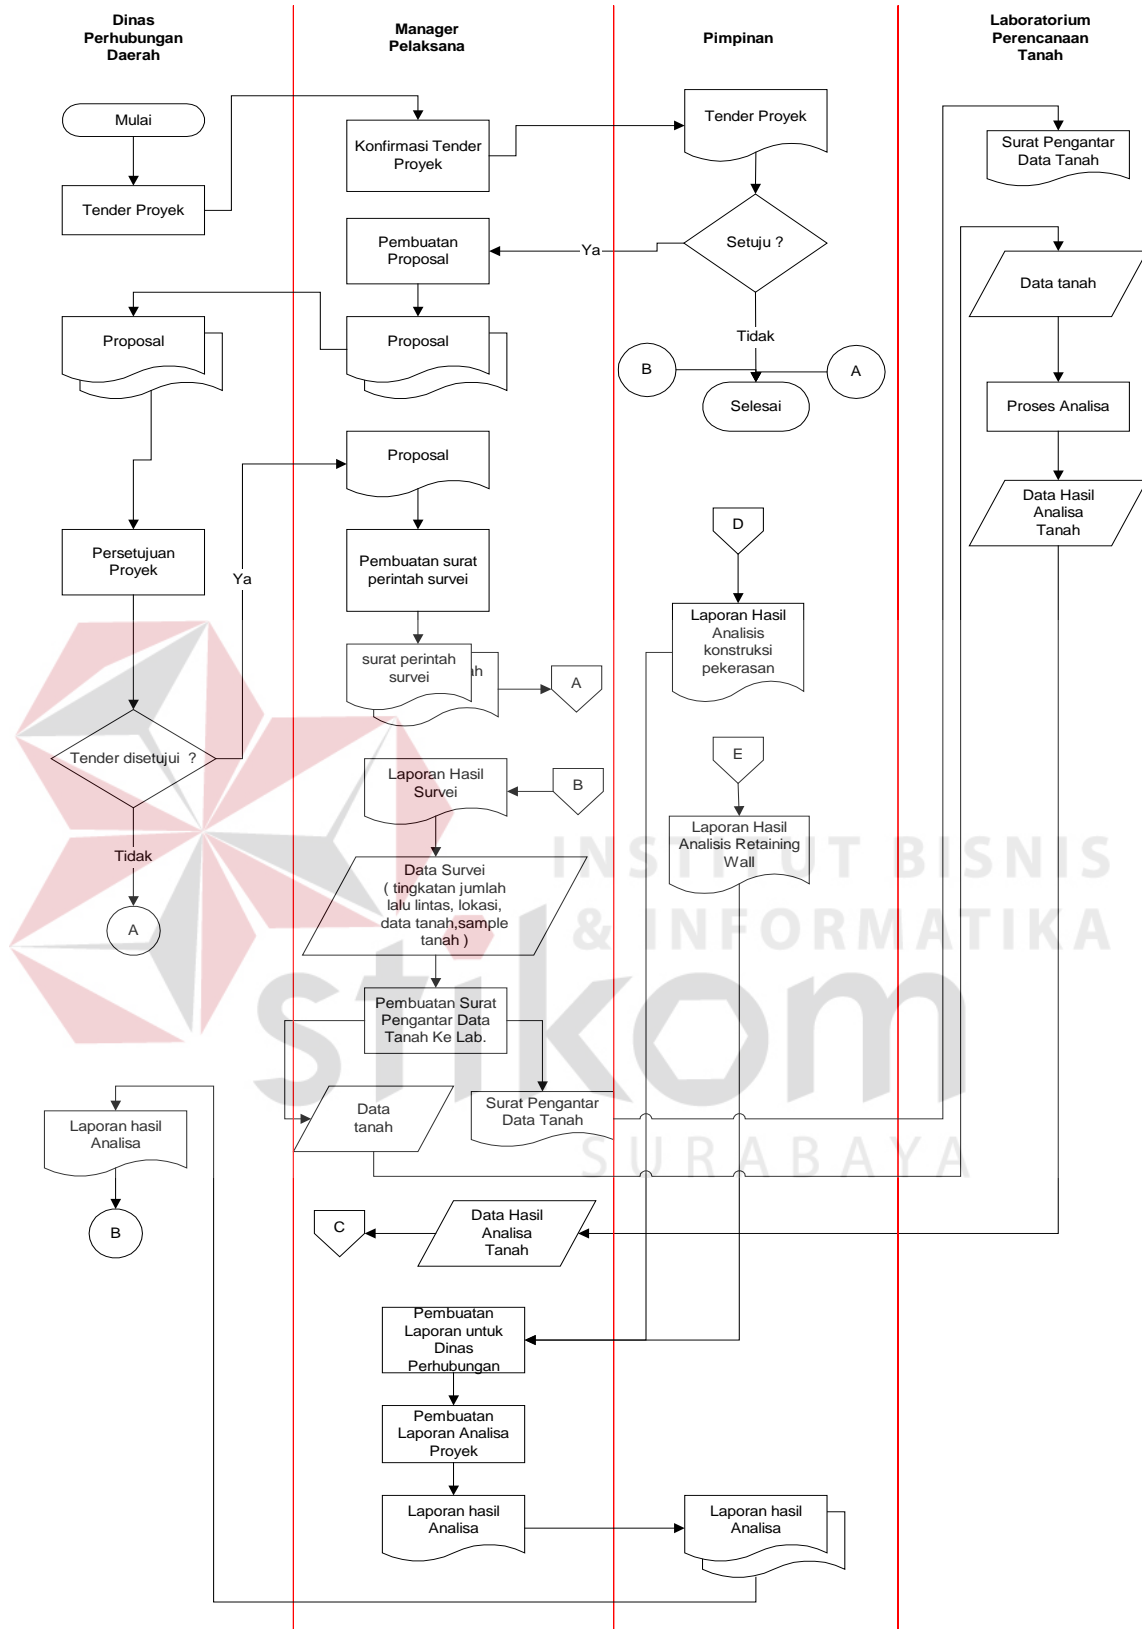 Dinas
Perhubungan
Daerah
Manager
Pelaksana
Pimpinan
Laboratorium
Perencanaan
Tanah
Mulai
Tender Proyek
Konfirmasi Tender
Proyek
Tender Proyek
Surat Pengantar
Data Tanah
Pembuatan
Proposal
Ya
Setuju ?
Data tanah
Proposal
Proposal
Tidak
B
A
Selesai
Proses Analisa
Proposal
Data Hasil
Analisa
Tanah
D
Persetujuan
Proyek
Ya
Pembuatan surat
perintah survei
Laporan Hasil
Analisis
konstruksi
pekerasan
surat perintah
survei
ah
A
Tender disetujui ?
E
Laporan Hasil
Survei
B
Laporan Hasil
Analisis Retaining
Wall
Tidak
Data Survei
( tingkatan jumlah
lalu lintas, lokasi,
data tanah,sample
tanah )
A
INSTITUT BISNIS
& INFORMATIKA
stikom
SURABAYA
Pembuatan Surat
Pengantar Data
Tanah Ke Lab.
Data
tanah
Surat Pengantar
Data Tanah
Laporan hasil
Analisa
B
C
Data Hasil
Analisa
Tanah
Pembuatan
Laporan untuk
Dinas
Perhubungan
Pembuatan
Laporan Analisa
Proyek
Laporan hasil
Analisa
Laporan hasil
Analisa